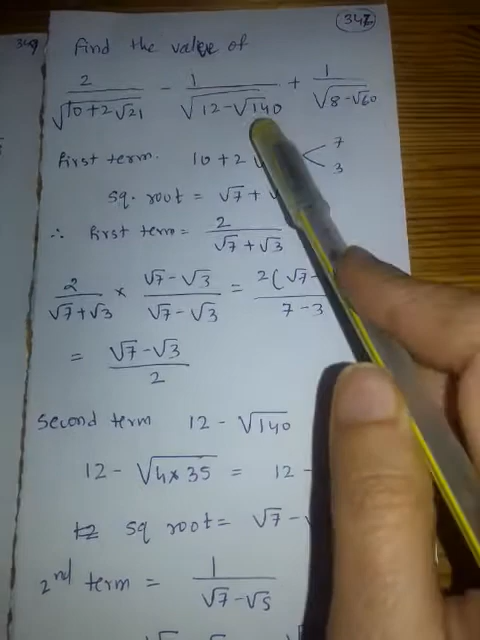 347
34
Find the value of
2/√(10+2√21) - 1/√(12-√140) + 1/√(8-√60)
First term. 10+2√ < 7 3
Sq. root = √7+√
∴ First term = 2/(√7+√3)
2/(√7+√3) × (√7-√3)/(√7-√3) = 2(√7- / 7-3
= (√7-√3)/2
Second term 12-√140
12-√(4×35) = 12-
Sq root = √7-√
2nd term = 1/(√7-√5)